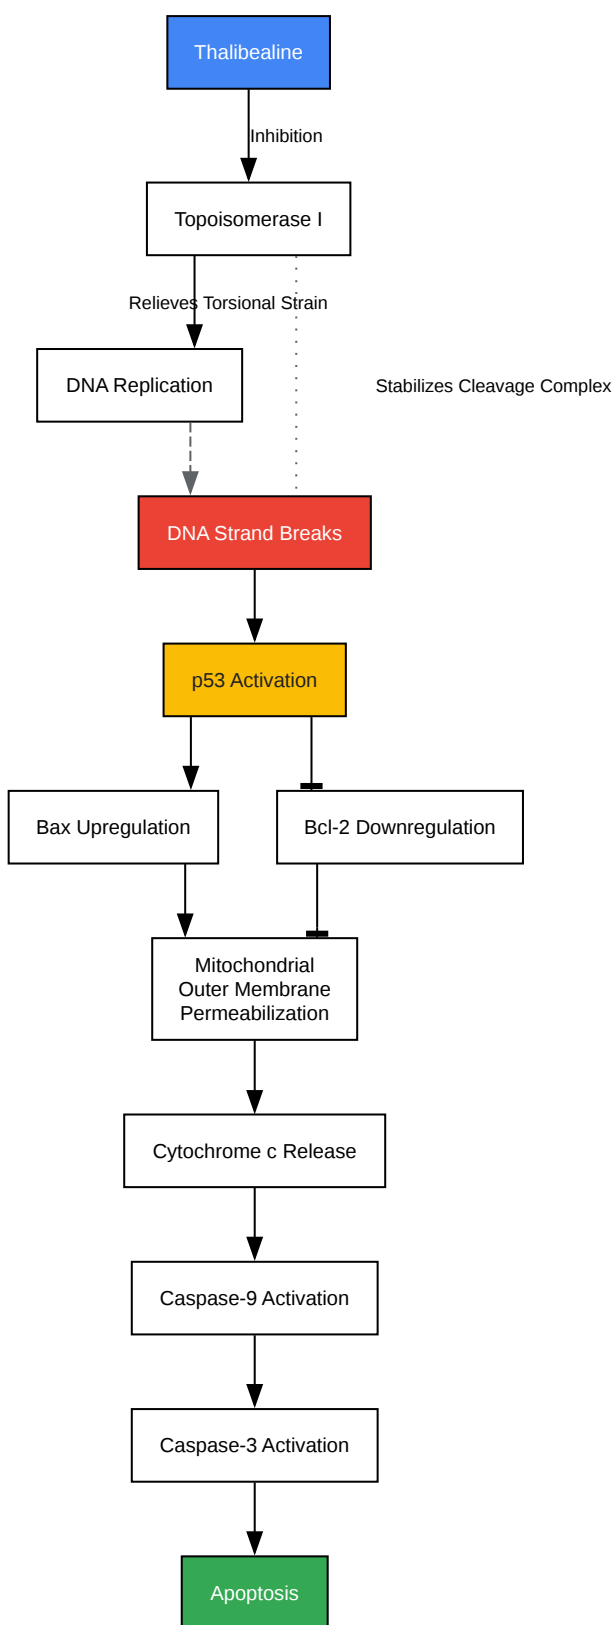 Thalibealine
Inhibition
Topoisomerase I
Relieves Torsional Strain
DNA Replication
Stabilizes Cleavage Complex
DNA Strand Breaks
p53 Activation
Bax Upregulation
Bcl-2 Downregulation
Mitochondrial
Outer Membrane
Permeabilization
Cytochrome c Release
Caspase-9 Activation
Caspase-3 Activation
Apoptosis